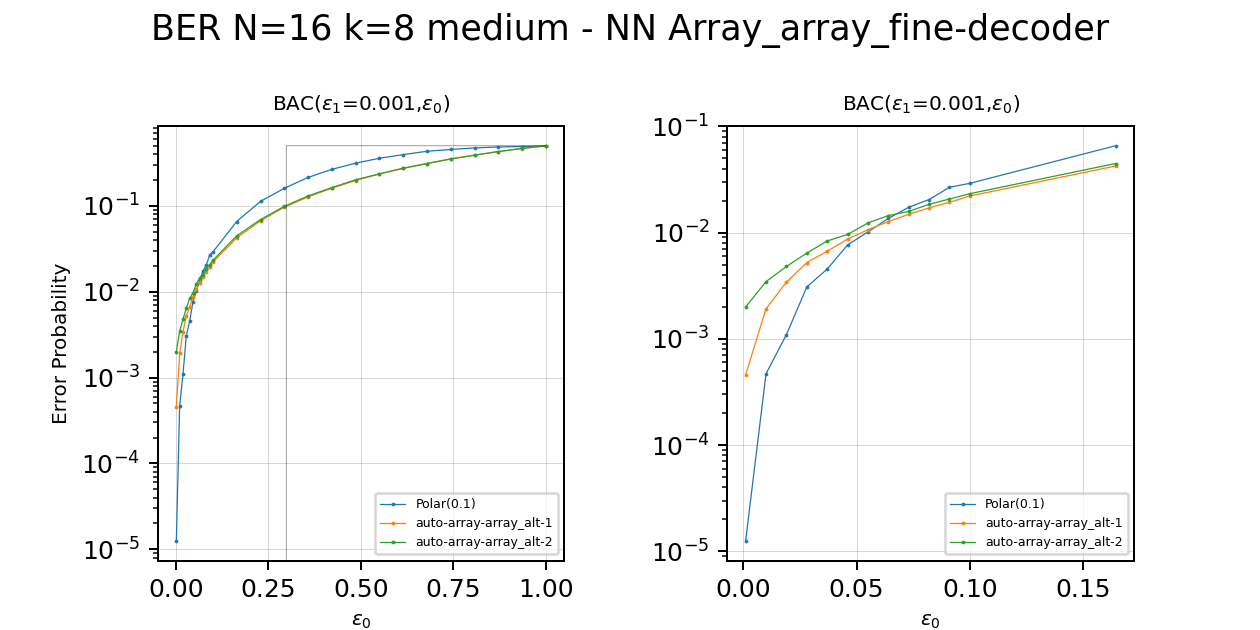 BER N=16 k=8 medium - NN Array_array_fine-decoder
BAC(ε₁=0.001,ε₀)
Error Probability
10⁻¹
10⁻²
10⁻³
10⁻⁴
10⁻⁵
0.00 0.25 0.50 0.75 1.00
ε₀
Polar(0.1)
auto-array-array_alt-1
auto-array-array_alt-2
BAC(ε₁=0.001,ε₀)
10⁻¹
10⁻²
10⁻³
10⁻⁴
10⁻⁵
0.00 0.05 0.10 0.15
ε₀
Polar(0.1)
auto-array-array_alt-1
auto-array-array_alt-2